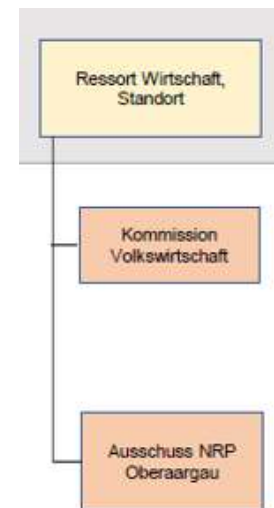 Ressort Wirtschaft,
Standort
Kommission
Volkswirtschaft
Ausschuss NRP
Oberaargau